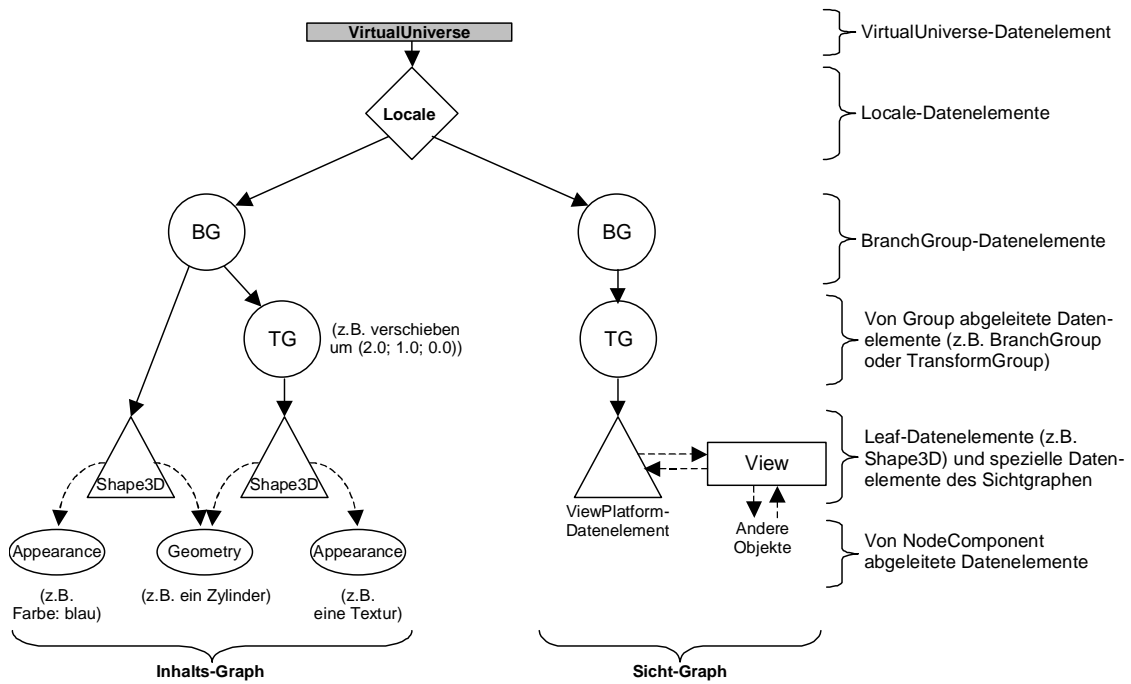 VirtualUniverse
VirtualUniverse-Datenelement
Locale
Locale-Datenelemente
BG
BG
BranchGroup-Datenelemente
TG
(z.B. verschieben
um (2.0; 1.0; 0.0))
TG
Von Group abgeleitete Daten-
elemente (z.B. BranchGroup
oder TransformGroup)
Shape3D
Shape3D
View
Leaf-Datenelemente (z.B.
Shape3D) und spezielle Daten-
elemente des Sichtgraphen
ViewPlatform-
Datenelement
Andere
Objekte
Appearance
Geometry
Appearance
Von NodeComponent
abgeleitete Datenelemente
(z.B.
Farbe: blau)
(z.B. ein Zylinder)
(z.B.
eine Textur)
Inhalts-Graph
Sicht-Graph